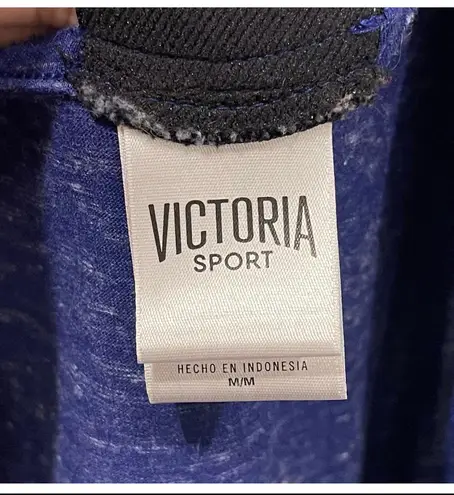 VICTORIA
SPORT
HECHO EN INDONESIA
M/M